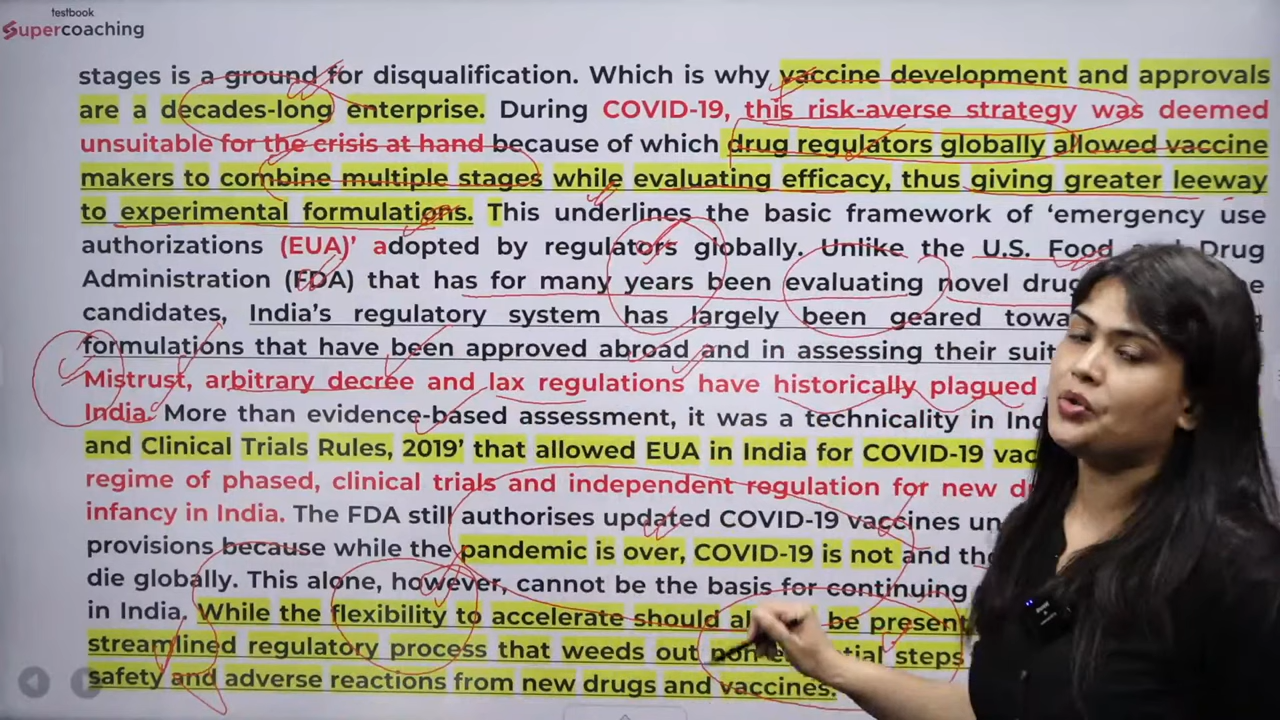 testbook
Supercoaching
stages is a ground for disqualification. Which is why vaccine development and approvals
are a decades-long enterprise. During COVID-19, this risk-averse strategy was deemed
unsuitable for the crisis at hand because of which drug regulators globally allowed vaccine
makers to combine multiple stages while evaluating efficacy, thus giving greater leeway
to experimental formulations. This underlines the basic framework of ‘emergency use
authorizations (EUA)’ adopted by regulators globally. Unlike the U.S. Food and Drug
Administration (FDA) that has for many years been evaluating novel
candidates, India’s regulatory system has largely been geared
formulations that have been approved abroad and in assessing their
Mistrust, arbitrary decree and lax regulations have historically plagued
India. More than evidence-based assessment, it was a technicality in
and Clinical Trials Rules, 2019’ that allowed EUA in India for COVID-19
regime of phased, clinical trials and independent regulation for new
infancy in India. The FDA still authorises updated COVID-19 vaccines
provisions because while the pandemic is over, COVID-19 is not and
die globally. This alone, however, cannot be the basis for continuing
in India. While the flexibility to accelerate should be present
streamlined regulatory process that weeds out steps
safety and adverse reactions from new drugs and vaccines.